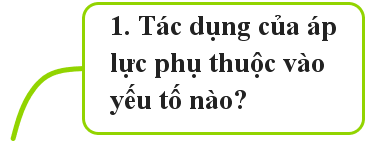 1. Tác dụng của áp
lực phụ thuộc vào
yếu tố nào?